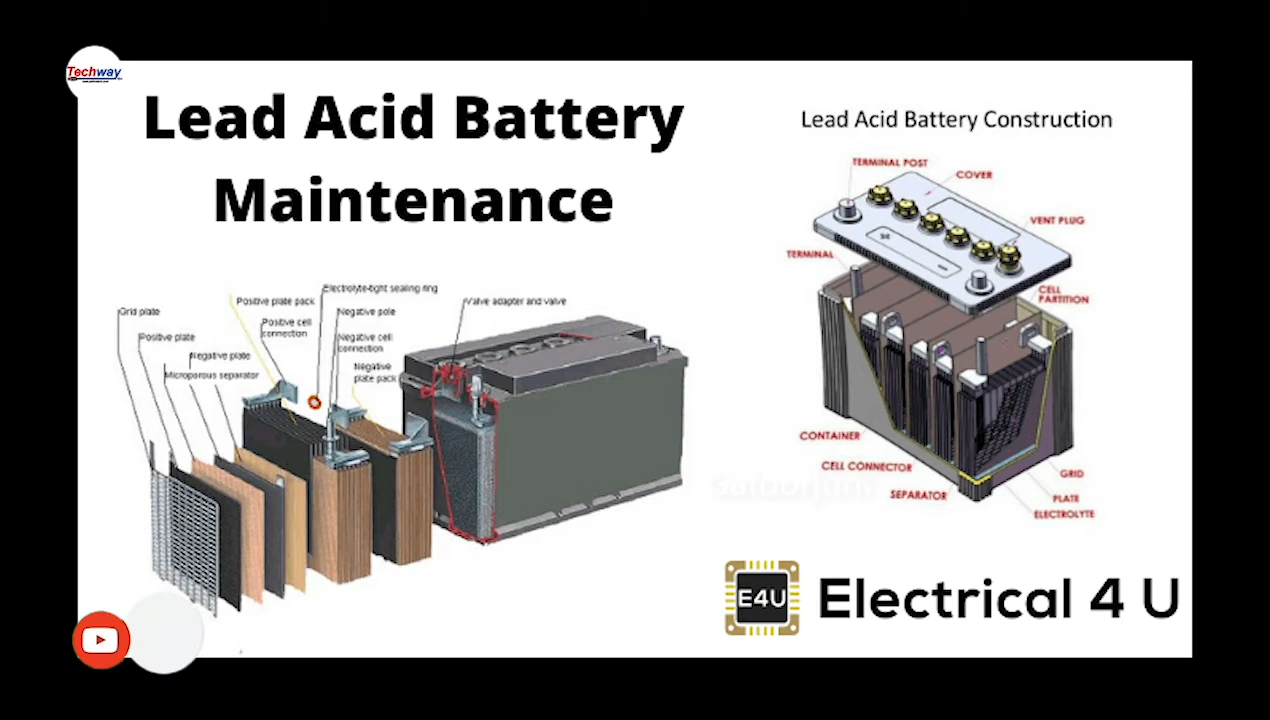 Techway
Lead Acid Battery
Maintenance
Lead Acid Battery Construction
TERMINAL POST
COVER
VENT PLUG
TERMINAL
CELL
PARTITION
CONTAINER
CELL CONNECTOR
SEPARATOR
GRID
PLATE
ELECTROLYTE
Electrolyte-tight sealing ring
Positive plate pack
Valve adapter and valve
Grid plate
Negative pole
Positive cell
connection
Positive plate
Negative cell
connection
Negative plate
Negative
plate pack
Microporous separator
E4U
Electrical 4 U